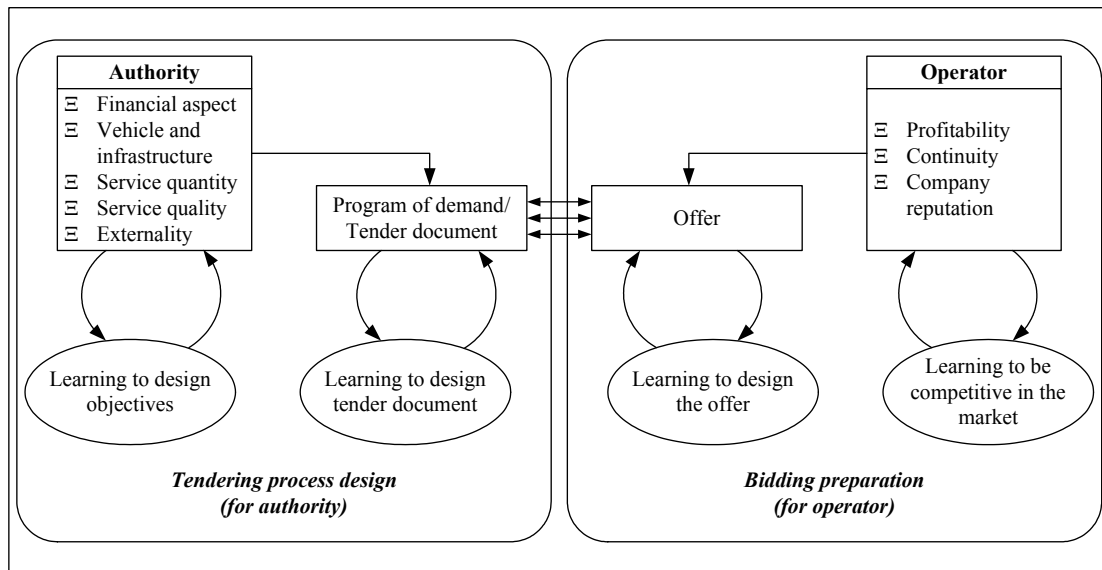 Authority
Ξ Financial aspect
Ξ Vehicle and
infrastructure
Ξ Service quantity
Ξ Service quality
Ξ Externality
Program of demand/
Tender document
Learning to design
objectives
Learning to design
tender document
Tendering process design
(for authority)
Operator
Ξ Profitability
Ξ Continuity
Ξ Company
reputation
Offer
Learning to design
the offer
Learning to be
competitive in the
market
Bidding preparation
(for operator)